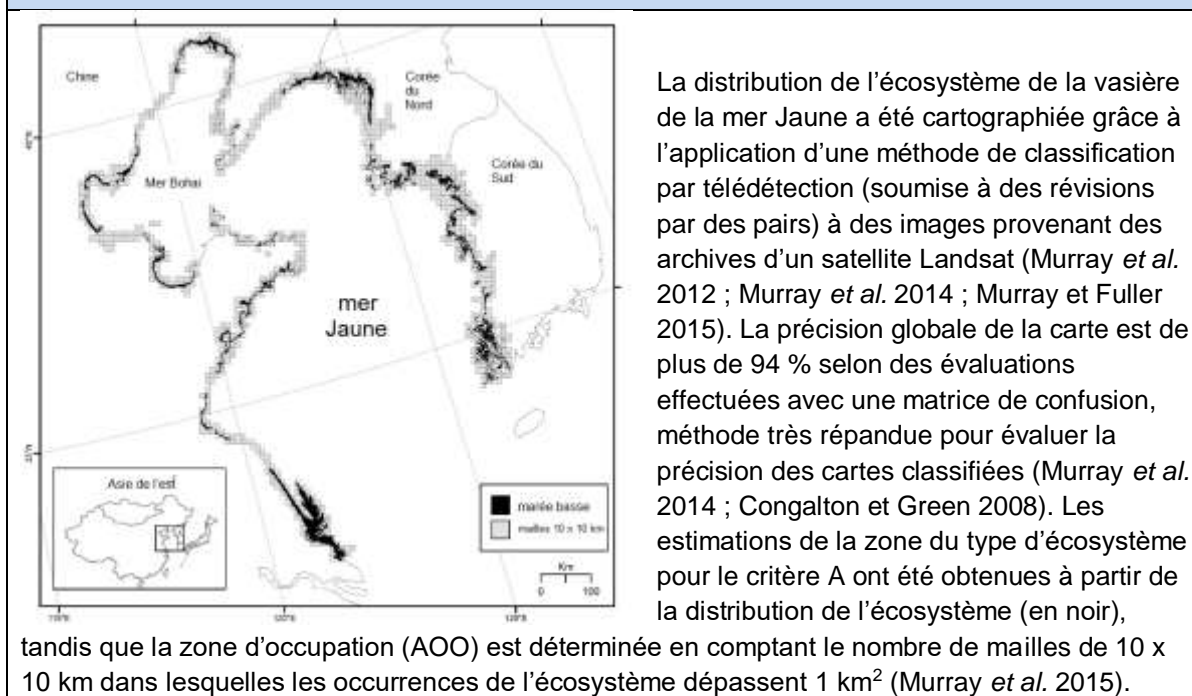 Chine
Corée
du
Nord
Mer Bohai
Corée du
Sud
mer
Jaune
Asie de l'est
marée basse
mailles 10 x 10 km
Km
0 100
120°E
La distribution de l’écosystème de la vasière
de la mer Jaune a été cartographiée grâce à
l’application d’une méthode de classification
par télédétection (soumise à des révisions
par des pairs) à des images provenant des
archives d’un satellite Landsat (Murray et al.
2012 ; Murray et al. 2014 ; Murray et Fuller
2015). La précision globale de la carte est de
plus de 94 % selon des évaluations
effectuées avec une matrice de confusion,
méthode très répandue pour évaluer la
précision des cartes classifiées (Murray et al.
2014 ; Congalton et Green 2008). Les
estimations de la zone du type d’écosystème
pour le critère A ont été obtenues à partir de
la distribution de l’écosystème (en noir),
tandis que la zone d’occupation (AOO) est déterminée en comptant le nombre de mailles de 10 x
10 km dans lesquelles les occurrences de l’écosystème dépassent 1 km² (Murray et al. 2015).